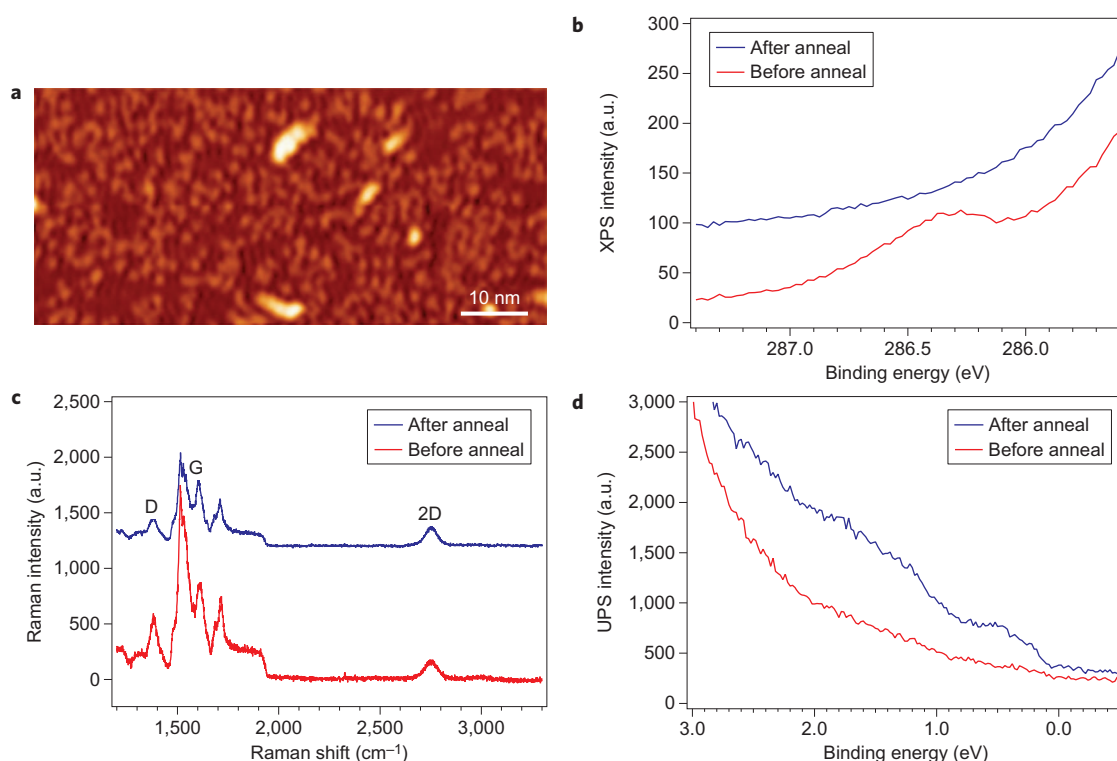 a
10 nm
b
After anneal
Before anneal
300
250
200
150
100
50
0
XPS intensity (a.u.)
287.0 286.5 286.0
Binding energy (eV)
c
After anneal
Before anneal
2,500
2,000
1,500
1,000
500
0
Raman intensity (a.u.)
D
G
2D
1,500 2,000 2,500 3,000
Raman shift (cm⁻¹)
d
After anneal
Before anneal
3,000
2,500
2,000
1,500
1,000
500
0
UPS intensity (a.u.)
3.0 2.0 1.0 0.0
Binding energy (eV)